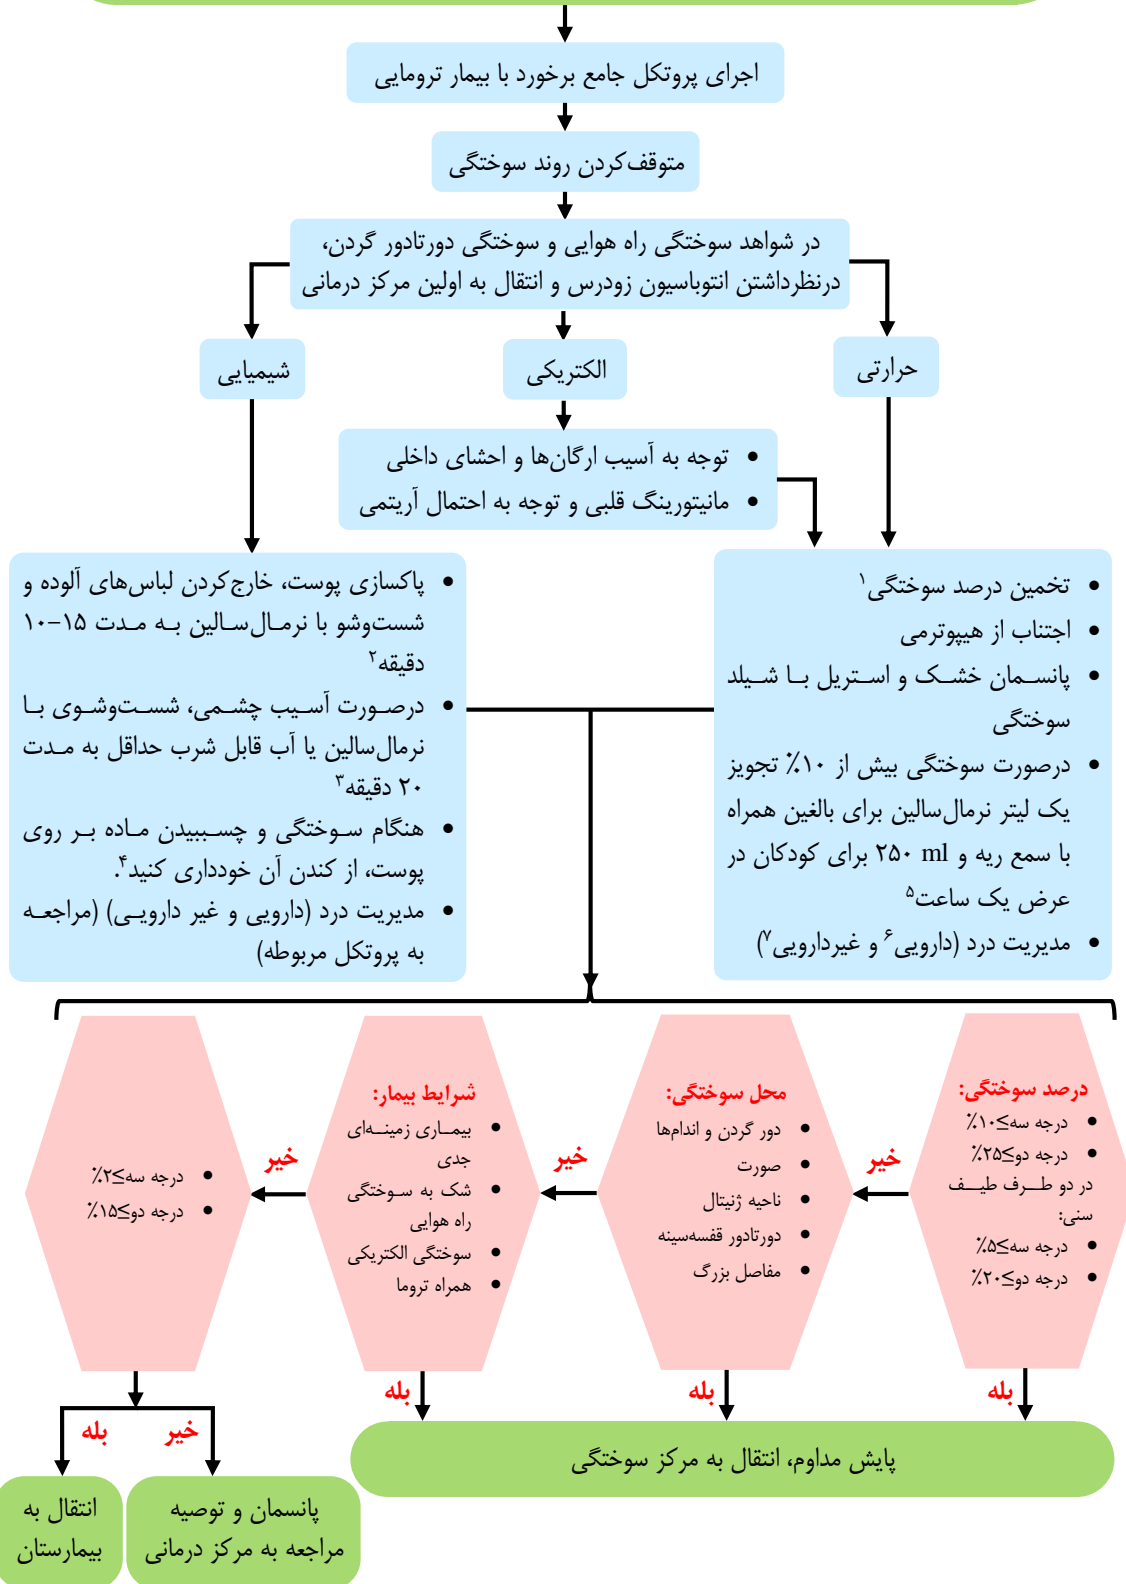 اجرای پروتکل جامع برخورد با بیمار ترومایی
متوقف‌کردن روند سوختگی
در شواهد سوختگی راه هوایی و سوختگی دورتادور گردن،
درنظرداشتن انتوباسیون زودرس و انتقال به اولین مرکز درمانی
حرارتی
الکتریکی
شیمیایی
• توجه به آسیب ارگان‌ها و احشای داخلی
• مانیتورینگ قلبی و توجه به احتمال آریتمی
• تخمین درصد سوختگی۱
• اجتناب از هیپوترمی
• پانسمان خشک و استریل با شیلد
سوختگی
• درصورت سوختگی بیش از ۱۰٪ تجویز
یک لیتر نرمال‌سالین برای بالغین همراه
با سمع ریه و ۲۵۰ ml برای کودکان در
عرض یک ساعت۵
• مدیریت درد (دارویی۶ و غیردارویی۷)
• پاکسازی پوست، خارج‌کردن لباس‌های آلوده و
شست‌وشو با نرمال‌سالین به مدت ۱۵-۱۰
دقیقه۲
• درصورت آسیب چشمی، شست‌وشوی با
نرمال‌سالین یا آب قابل شرب حداقل به مدت
۲۰ دقیقه۳
• هنگام سوختگی و چسببیدن ماده بر روی
پوست، از کندن آن خودداری کنید۴.
• مدیریت درد (دارویی و غیر دارویی) (مراجعه
به پروتکل مربوطه)
درصد سوختگی:
• درجه سه≥۱۰٪
• درجه دو≥۲۵٪
در دو طرف طیف
سنی:
• درجه سه≥۵٪
• درجه دو≥۲۰٪
خیر
محل سوختگی:
• دور گردن و اندام‌ها
• صورت
• ناحیه ژنیتال
• دورتادور قفسه‌سینه
• مفاصل بزرگ
خیر
شرایط بیمار:
• بیماری زمینه‌ای
جدی
• شک به سوختگی
راه هوایی
• سوختگی الکتریکی
• همراه تروما
خیر
• درجه سه≥۲٪
• درجه دو≥۱۵٪
بله
بله
بله
خیر
بله
پایش مداوم، انتقال به مرکز سوختگی
پانسمان و توصیه
مراجعه به مرکز درمانی
انتقال به
بیمارستان